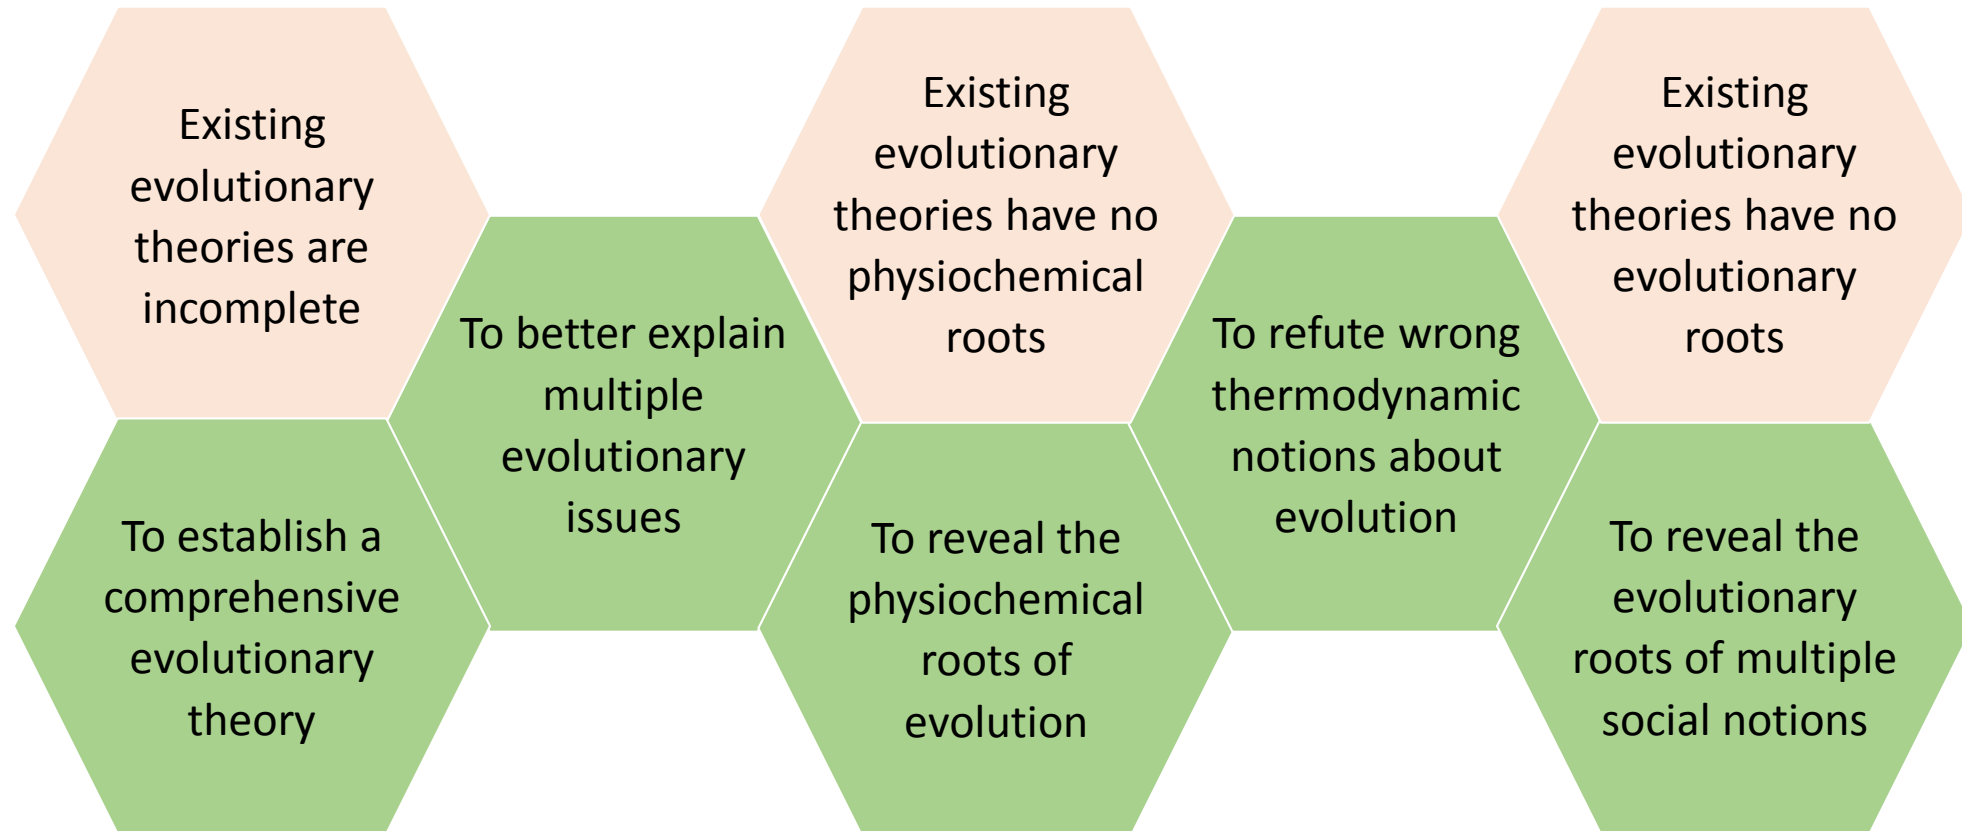 Existing
evolutionary
theories are
incomplete
To better explain
multiple
evolutionary
issues
Existing
evolutionary
theories have no
physiochemical
roots
To refute wrong
thermodynamic
notions about
evolution
Existing
evolutionary
theories have no
evolutionary
roots
To establish a
comprehensive
evolutionary
theory
To reveal the
physiochemical
roots of
evolution
To reveal the
evolutionary
roots of multiple
social notions